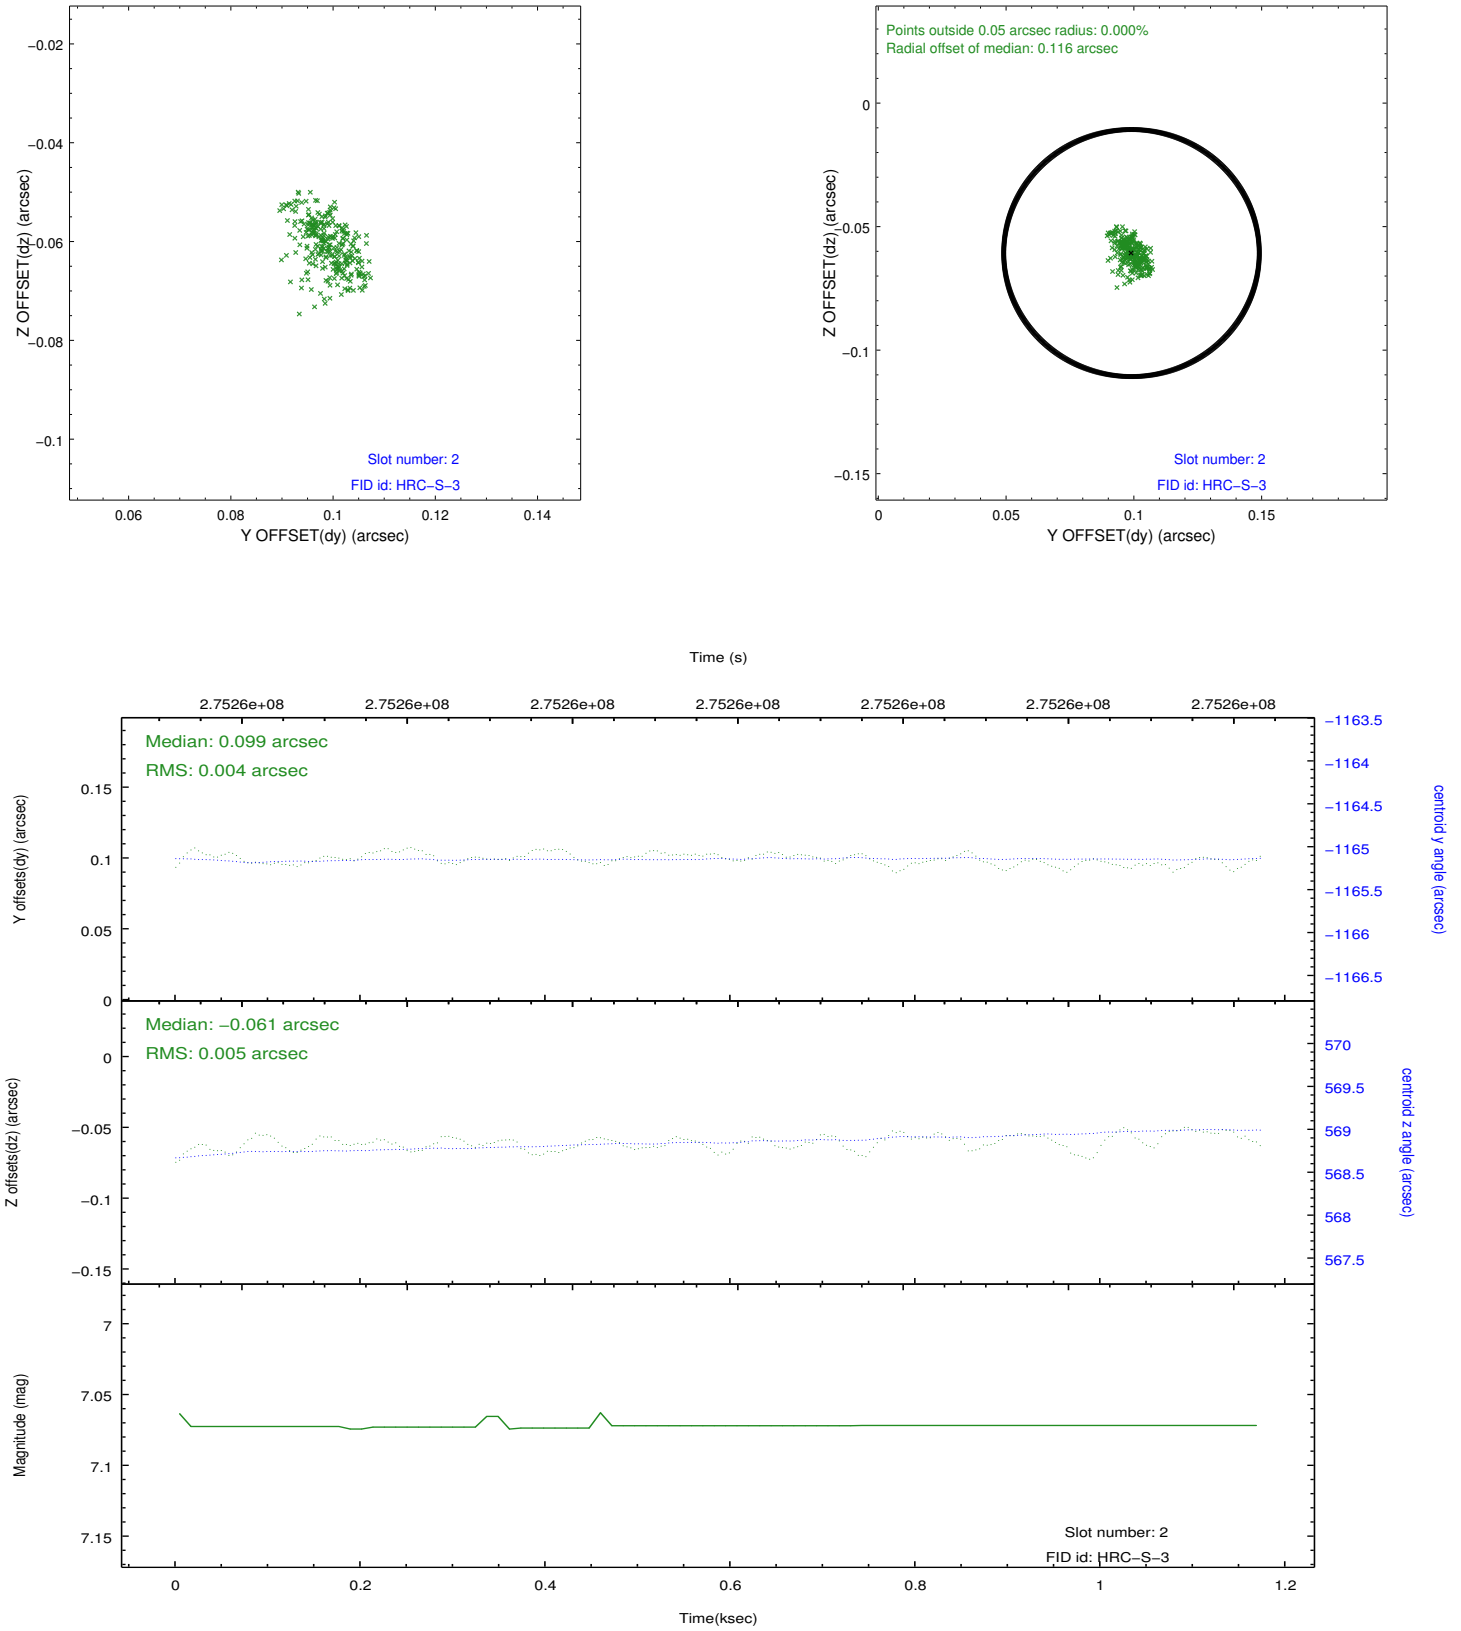 −0.02
−0.04
−0.06
−0.08
−0.1
Z OFFSET(dz) (arcsec)
Slot number: 2
FID id: HRC−S−3
0.06 0.08 0.1 0.12 0.14
Y OFFSET(dy) (arcsec)
Points outside 0.05 arcsec radius: 0.000%
Radial offset of median: 0.116 arcsec
0
−0.05
−0.1
−0.15
Z OFFSET(dz) (arcsec)
Slot number: 2
FID id: HRC−S−3
0 0.05 0.1 0.15
Y OFFSET(dy) (arcsec)
Time (s)
2.7526e+08 2.7526e+08 2.7526e+08 2.7526e+08 2.7526e+08 2.7526e+08 2.7526e+08
Median: 0.099 arcsec
RMS: 0.004 arcsec
0.15
0.1
0.05
0
Y offsets(dy) (arcsec)
−1163.5
−1164
−1164.5
−1165
−1165.5
−1166
−1166.5
centroid y angle (arcsec)
Median: −0.061 arcsec
RMS: 0.005 arcsec
0
−0.05
−0.1
−0.15
Z offsets(dz) (arcsec)
570
569.5
569
568.5
568
567.5
centroid z angle (arcsec)
7
7.05
7.1
7.15
Magnitude (mag)
Slot number: 2
FID id: HRC−S−3
0 0.2 0.4 0.6 0.8 1 1.2
Time(ksec)